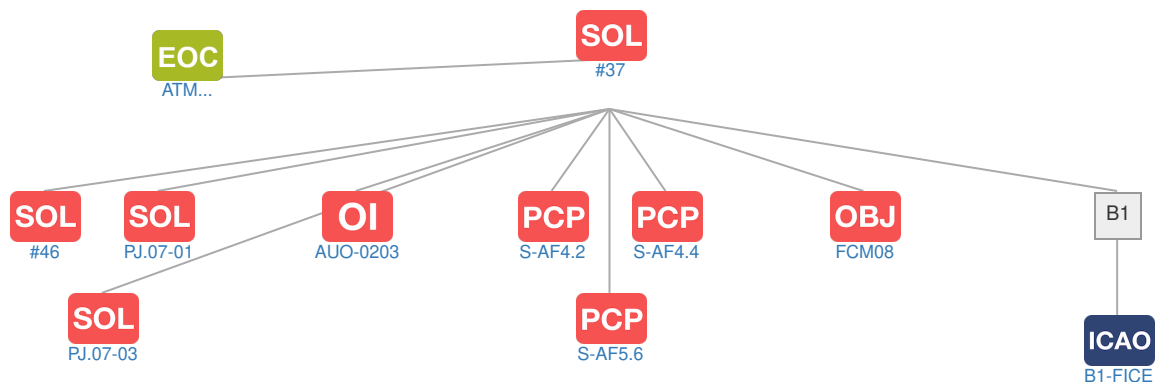 SOL
#37
EOC
ATM...
SOL
#46
SOL
PJ.07-01
OI
AUO-0203
PCP
S-AF4.2
PCP
S-AF4.4
OBJ
FCM08
B1
SOL
PJ.07-03
PCP
S-AF5.6
ICAO
B1-FICE